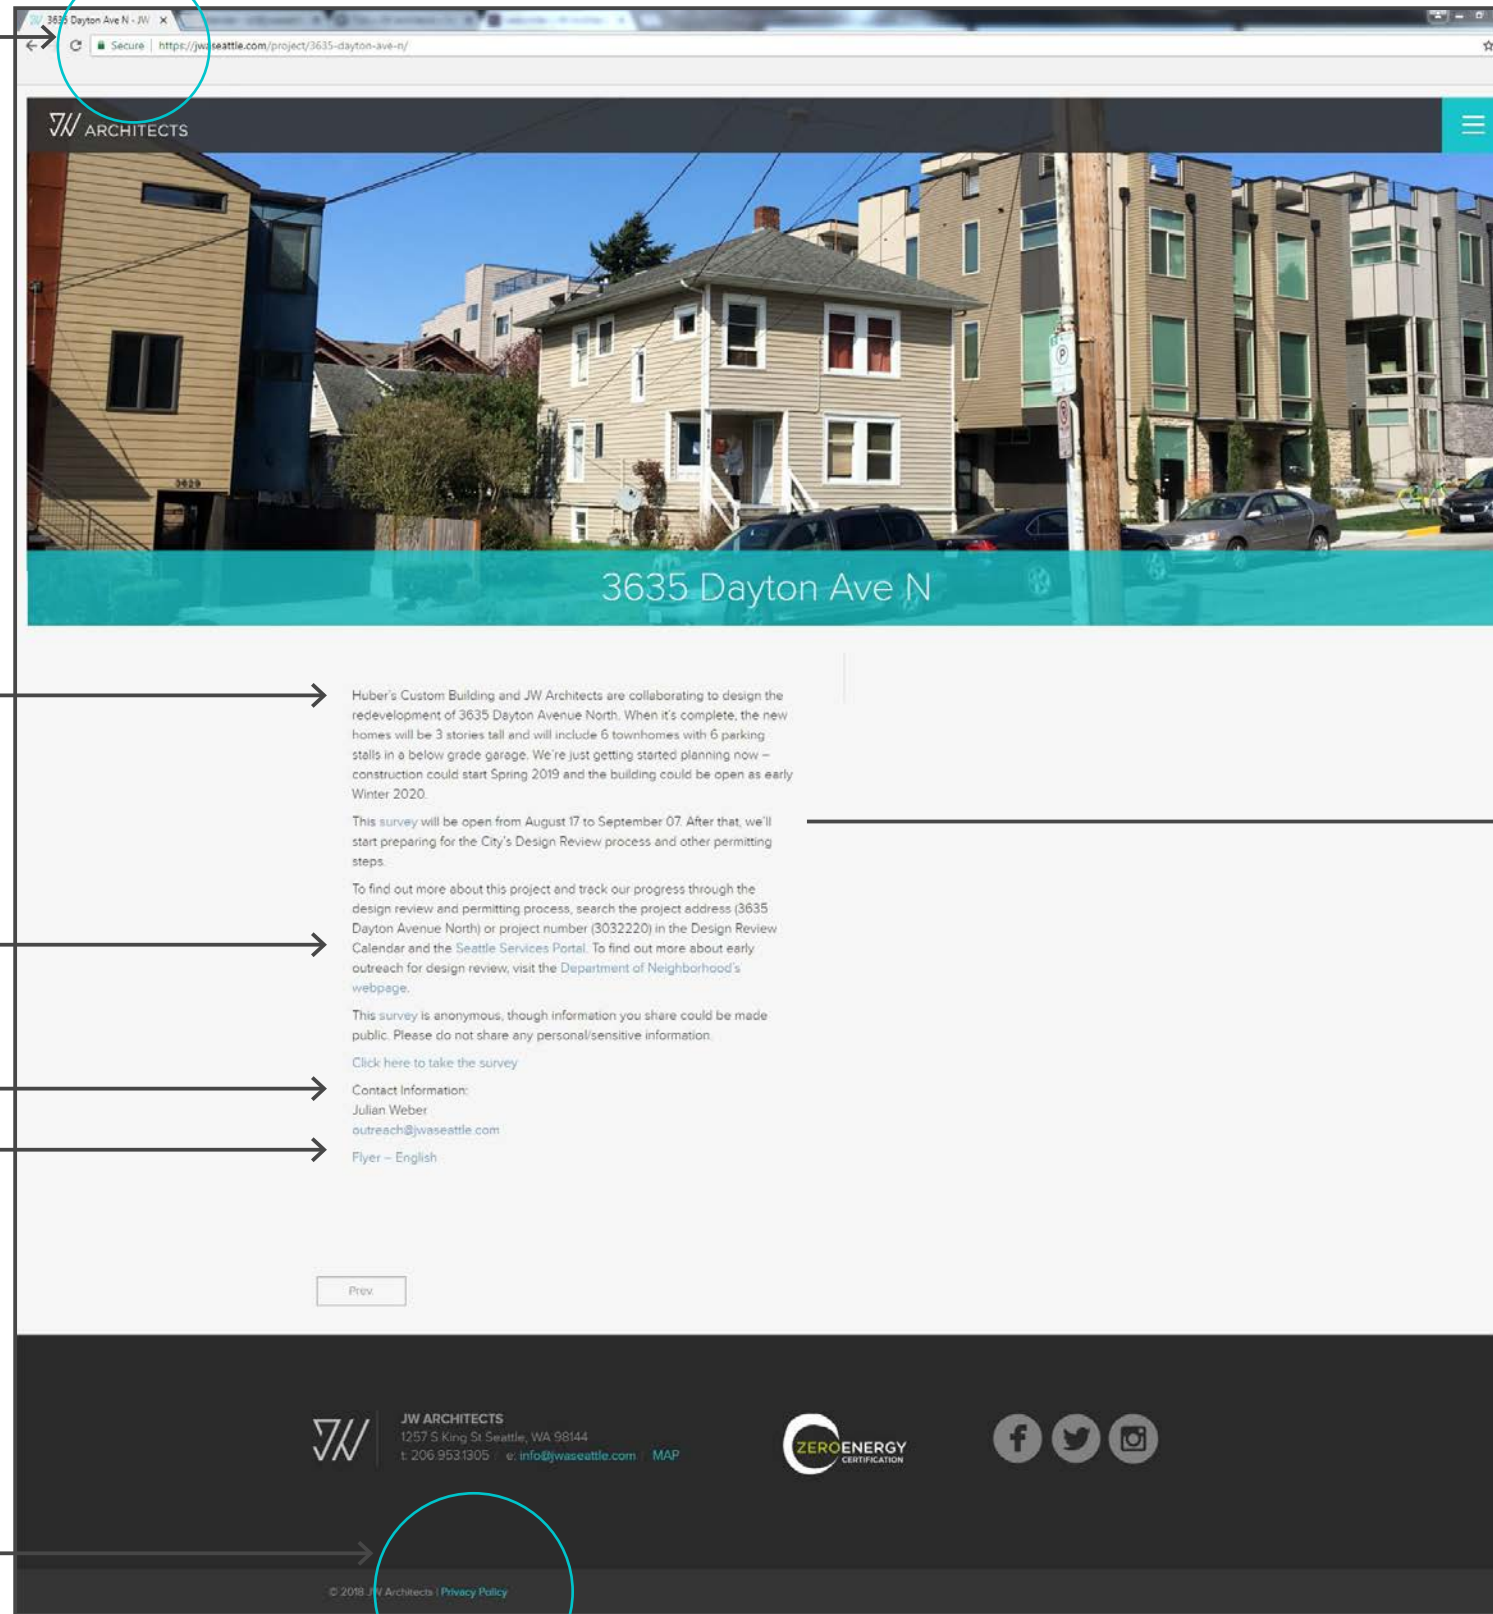 3635 Dayton Ave N - JW
Secure | https://jwaseattle.com/project/3635-dayton-ave-n/
JW ARCHITECTS
3629
P
3635 Dayton Ave N
Huber's Custom Building and JW Architects are collaborating to design the
redevelopment of 3635 Dayton Avenue North. When it's complete, the new
homes will be 3 stories tall and will include 6 townhomes with 6 parking
stalls in a below grade garage. We're just getting started planning now –
construction could start Spring 2019 and the building could be open as early
Winter 2020.
This survey will be open from August 17 to September 07. After that, we'll
start preparing for the City's Design Review process and other permitting
steps.
To find out more about this project and track our progress through the
design review and permitting process, search the project address (3635
Dayton Avenue North) or project number (3032220) in the Design Review
Calendar and the Seattle Services Portal. To find out more about early
outreach for design review, visit the Department of Neighborhood's
webpage.
This survey is anonymous, though information you share could be made
public. Please do not share any personal/sensitive information.
Click here to take the survey
Contact Information:
Julian Weber
outreach@jwaseattle.com
Flyer – English
Prev.
JW
JW ARCHITECTS
1257 S King St Seattle, WA 98144
t: 206.953.1305 / e: info@jwaseattle.com / MAP
ZEROENERGY
CERTIFICATION
© 2018 JW Architects | Privacy Policy